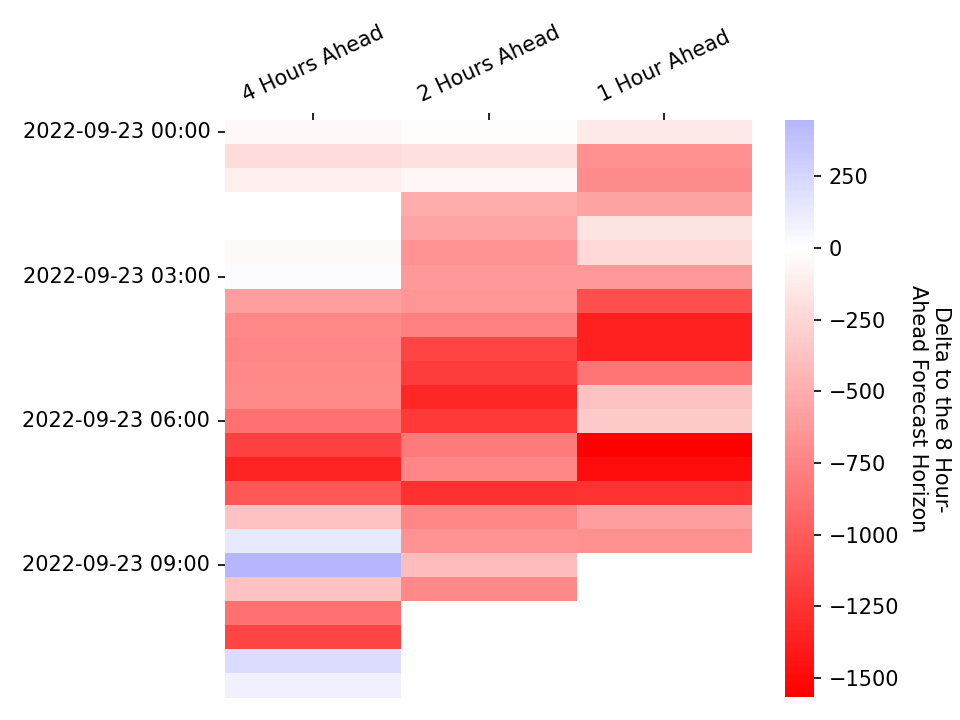 4 Hours Ahead
2 Hours Ahead
1 Hour Ahead
2022-09-23 00:00
2022-09-23 03:00
2022-09-23 06:00
2022-09-23 09:00
250
0
−250
−500
−750
−1000
−1250
−1500
Delta to the 8 Hour-
Ahead Forecast Horizon